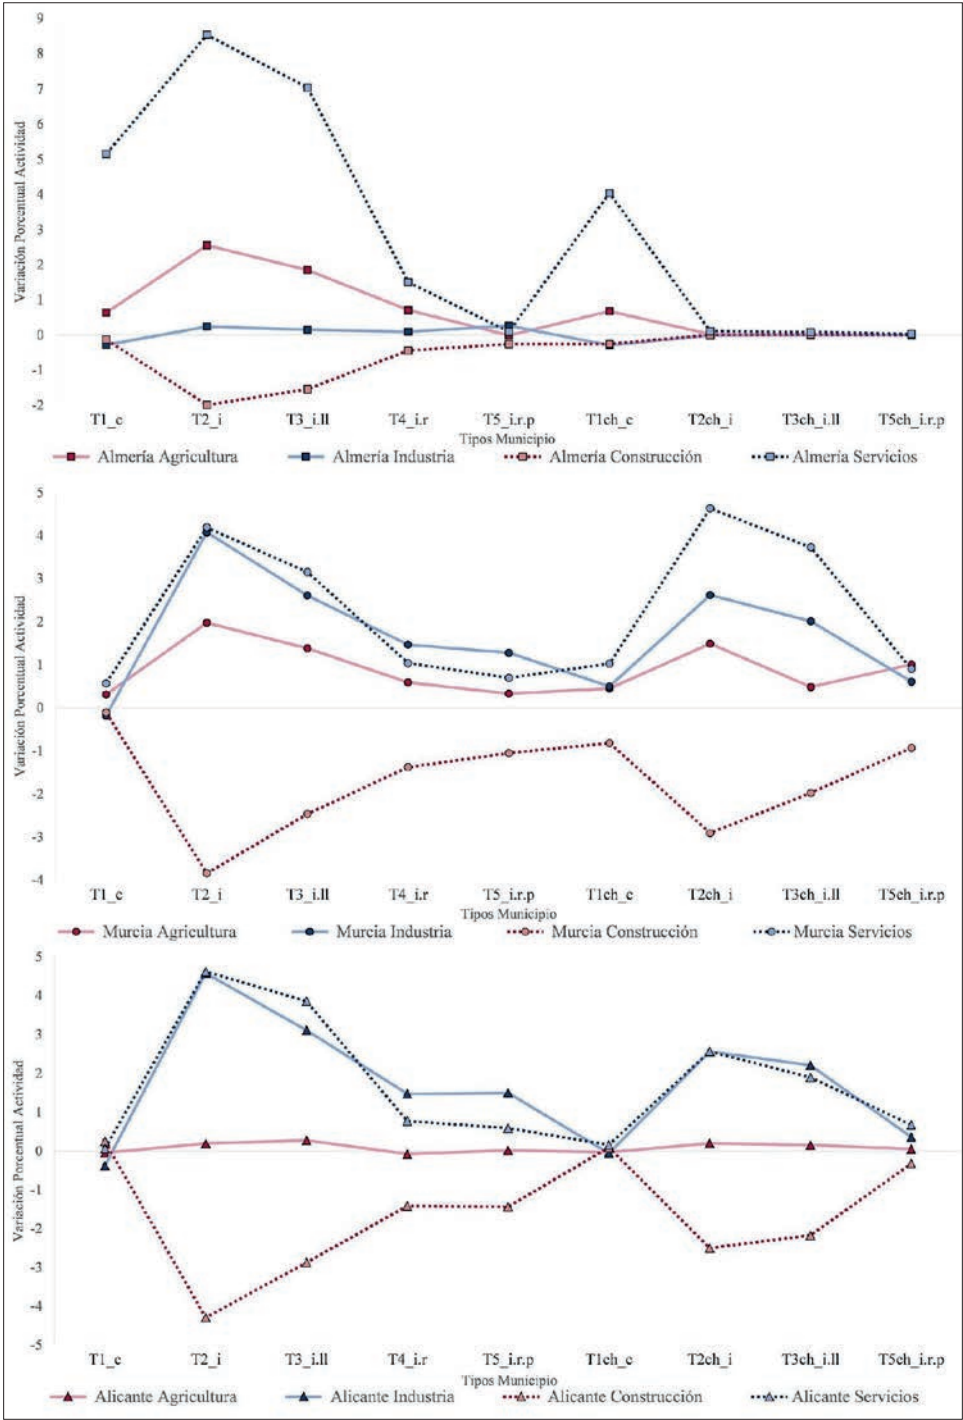 9
8
7
6
5
4
3
2
1
0
-1
-2
Variación Porcentual Actividad
T1_c T2_i T3_i.ll T4_i.r T5_i.r.p T1ch_c T2ch_i T3ch_i.ll T5ch_i.r.p
Tipos Municipio
Almería Agricultura Almería Industria Almería Construcción Almería Servicios
5
4
3
2
1
0
-1
-2
-3
-4
Variación Porcentual Actividad
T1_c T2_i T3_i.ll T4_i.r T5_i.r.p T1ch_c T2ch_i T3ch_i.ll T5ch_i.r.p
Tipos Municipio
Murcia Agricultura Murcia Industria Murcia Construcción Murcia Servicios
5
4
3
2
1
0
-1
-2
-3
-4
-5
Variación Porcentual Actividad
T1_c T2_i T3_i.ll T4_i.r T5_i.r.p T1ch_c T2ch_i T3ch_i.ll T5ch_i.r.p
Tipos Municipio
Alicante Agricultura Alicante Industria Alicante Construcción Alicante Servicios